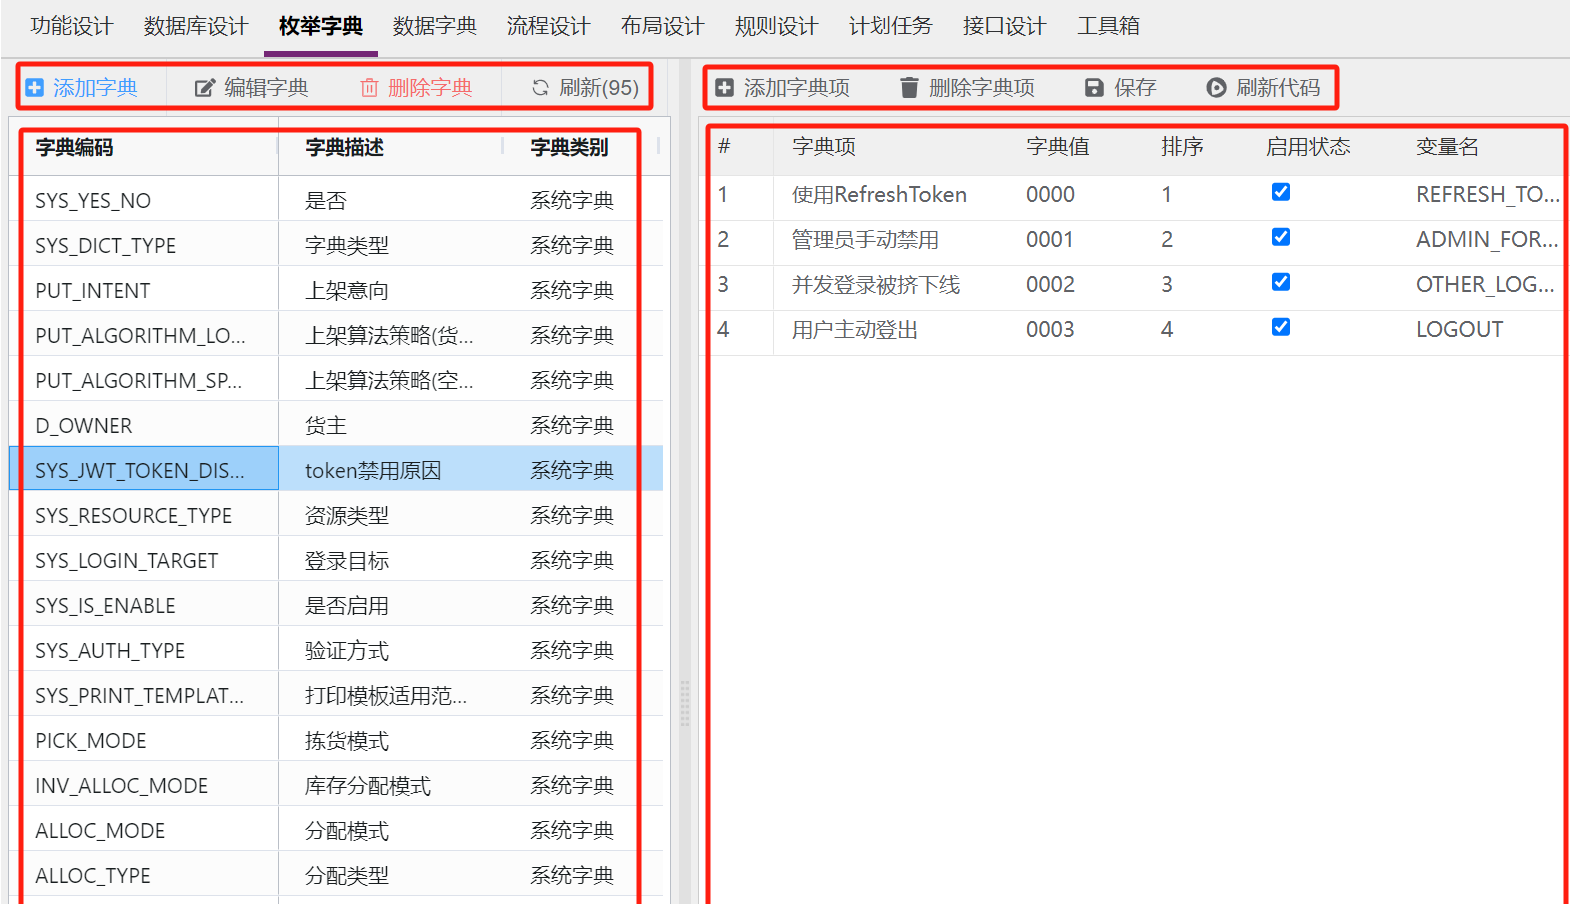 功能设计 数据库设计 枚举字典 数据字典 流程设计 布局设计 规则设计 计划任务 接口设计 工具箱
添加字典 编辑字典 删除字典 刷新(95)
字典编码 字典描述 字典类别
SYS_YES_NO 是否 系统字典
SYS_DICT_TYPE 字典类型 系统字典
PUT_INTENT 上架意向 系统字典
PUT_ALGORITHM_LO... 上架算法策略(货... 系统字典
PUT_ALGORITHM_SP... 上架算法策略(空... 系统字典
D_OWNER 货主 系统字典
SYS_JWT_TOKEN_DIS... token禁用原因 系统字典
SYS_RESOURCE_TYPE 资源类型 系统字典
SYS_LOGIN_TARGET 登录目标 系统字典
SYS_IS_ENABLE 是否启用 系统字典
SYS_AUTH_TYPE 验证方式 系统字典
SYS_PRINT_TEMPLAT... 打印模板适用范... 系统字典
PICK_MODE 拣货模式 系统字典
INV_ALLOC_MODE 库存分配模式 系统字典
ALLOC_MODE 分配模式 系统字典
ALLOC_TYPE 分配类型 系统字典
添加字典项 删除字典项 保存 刷新代码
# 字典项 字典值 排序 启用状态 变量名
1 使用RefreshToken 0000 1 REFRESH_TO...
2 管理员手动禁用 0001 2 ADMIN_FOR...
3 并发登录被挤下线 0002 3 OTHER_LOG...
4 用户主动登出 0003 4 LOGOUT